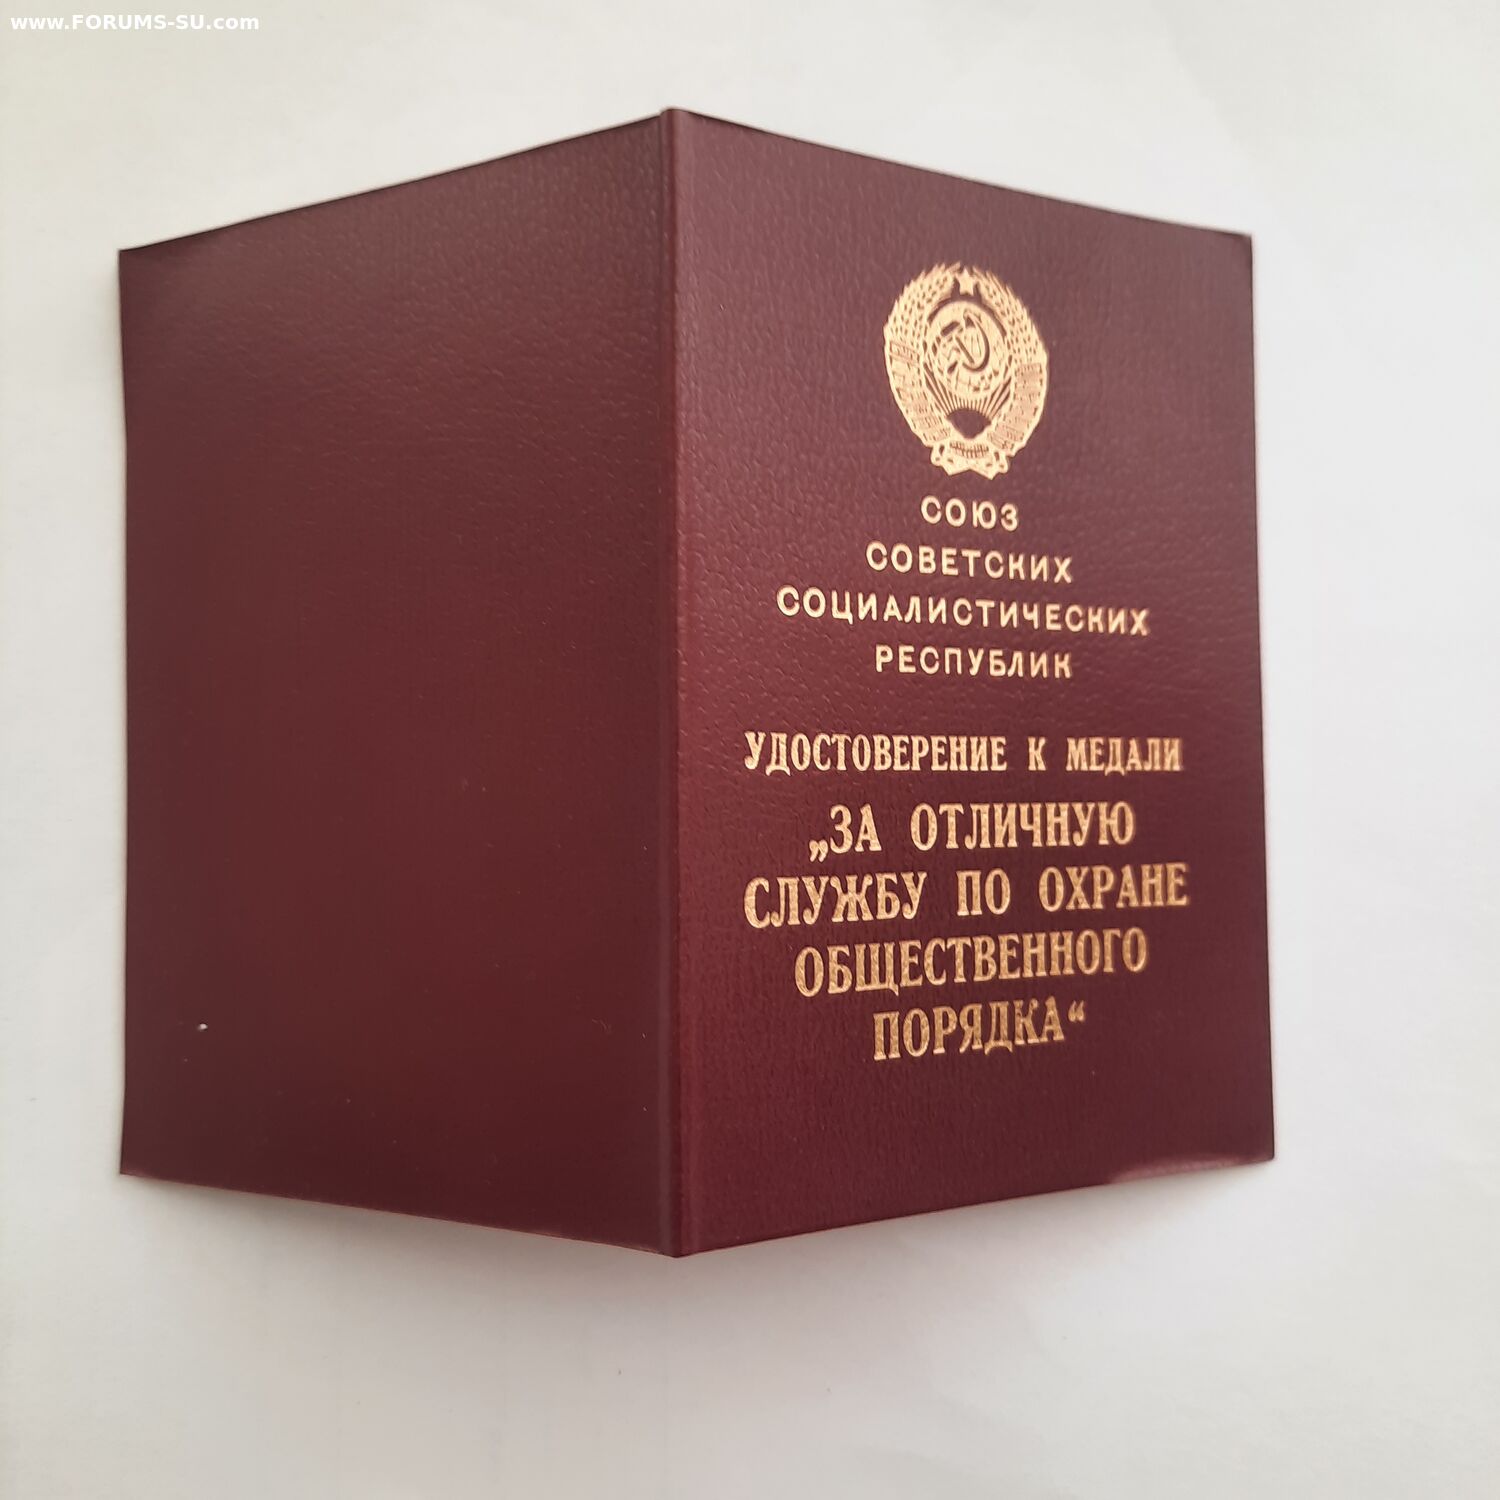 www.FORUMS-SU.com
СОЮЗ
СОВЕТСКИХ
СОЦИАЛИСТИЧЕСКИХ
РЕСПУБЛИК
УДОСТОВЕРЕНИЕ К МЕДАЛИ
„ЗА ОТЛИЧНУЮ
СЛУЖБУ ПО ОХРАНЕ
ОБЩЕСТВЕННОГО
ПОРЯДКА“